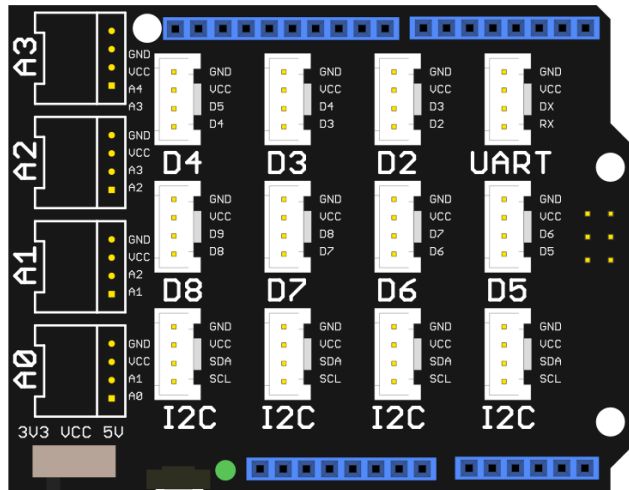 A3
GND
VCC
A4
A3
A2
GND
VCC
A3
A2
A1
GND
VCC
A2
A1
A0
GND
VCC
A1
A0
3V3 VCC 5V
GND
VCC
D5
D4
D4
GND
VCC
D4
D3
D3
GND
VCC
D3
D2
D2
GND
VCC
DX
RX
UART
GND
VCC
D9
D8
D8
GND
VCC
D8
D7
D7
GND
VCC
D7
D6
D6
GND
VCC
D6
D5
D5
GND
VCC
SDA
SCL
I2C
GND
VCC
SDA
SCL
I2C
GND
VCC
SDA
SCL
I2C
GND
VCC
SDA
SCL
I2C